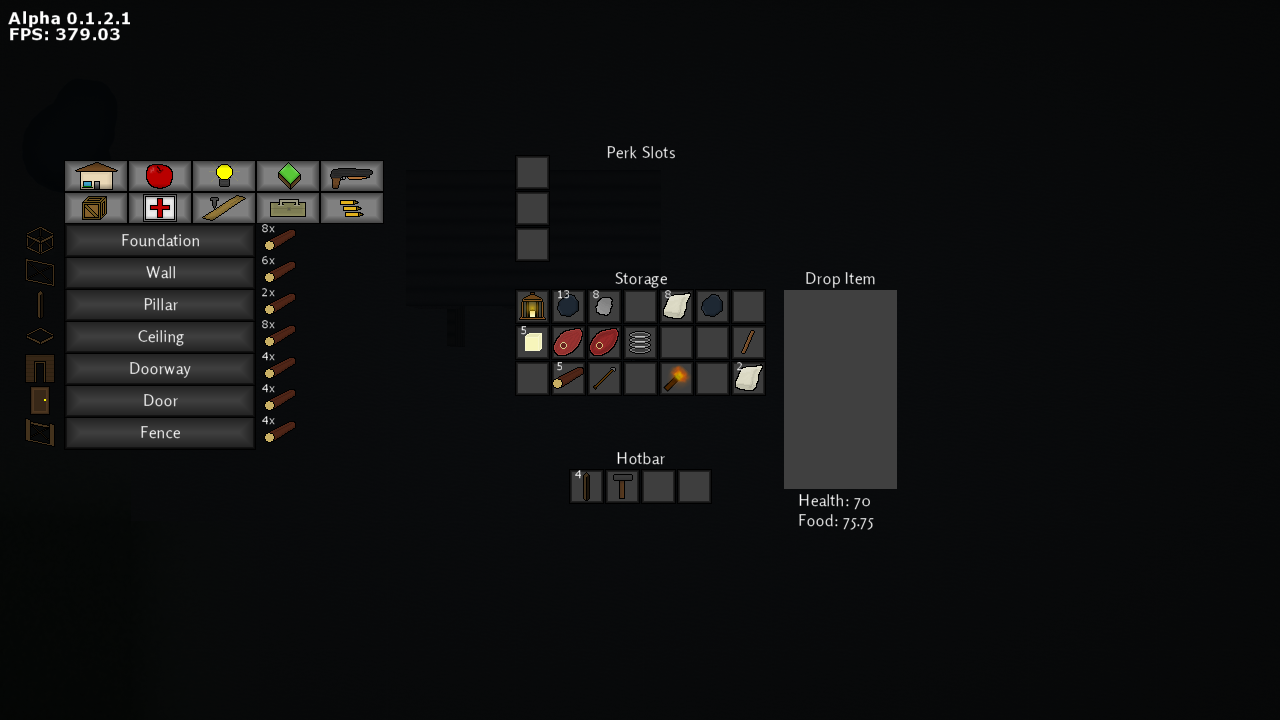 Alpha 0.1.2.1
FPS: 379.03
Perk Slots
Foundation
8x
Wall
6x
Pillar
2x
Ceiling
8x
Doorway
4x
Door
4x
Fence
4x
Storage
13
8
8
5
5
2
Hotbar
4
Drop Item
Health: 70
Food: 75.75